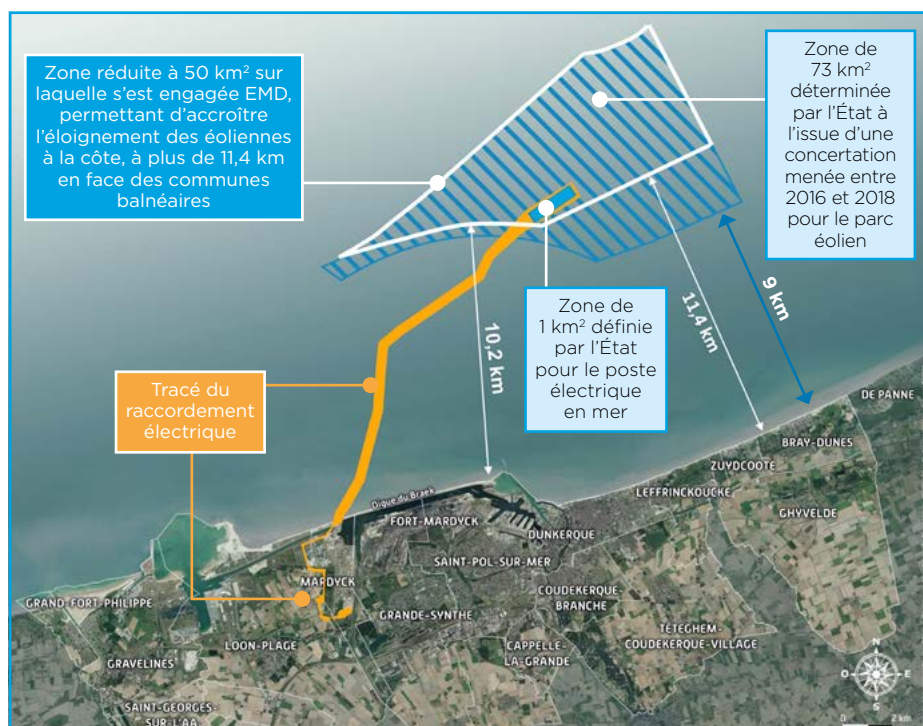 Zone réduite à 50 km² sur
laquelle s'est engagée EMD,
permettant d'accroître
l'éloignement des éoliennes
à la côte, à plus de 11,4 km
en face des communes
balnéaires
Zone de
73 km²
déterminée
par l'État à
l'issue d'une
concertation
menée entre
2016 et 2018
pour le parc
éolien
Zone de
1 km² définie
par l'État
pour le poste
électrique
en mer
10,2 km
11,4 km
9 km
Tracé du
raccordement
électrique
DE PANNE
BRAY-DUNES
ZUYDCOOTE
LEFFRINCKOUCKE
GHYVELDE
Digue du Braek
FORT-MARDYCK
DUNKERQUE
SAINT-POL-SUR-MER
MARDYCK
COUDEKERQUE-
BRANCHE
GRAND-FORT-PHILIPPE
GRANDE-SYNTHE
TÉTEGHEM-
COUDEKERQUE-VILLAGE
LOON-PLAGE
CAPPELLE
-LA-GRANDE
GRAVELINES
SAINT-GEORGES-
SUR-L'AA
N
O
E
S
0 2 km